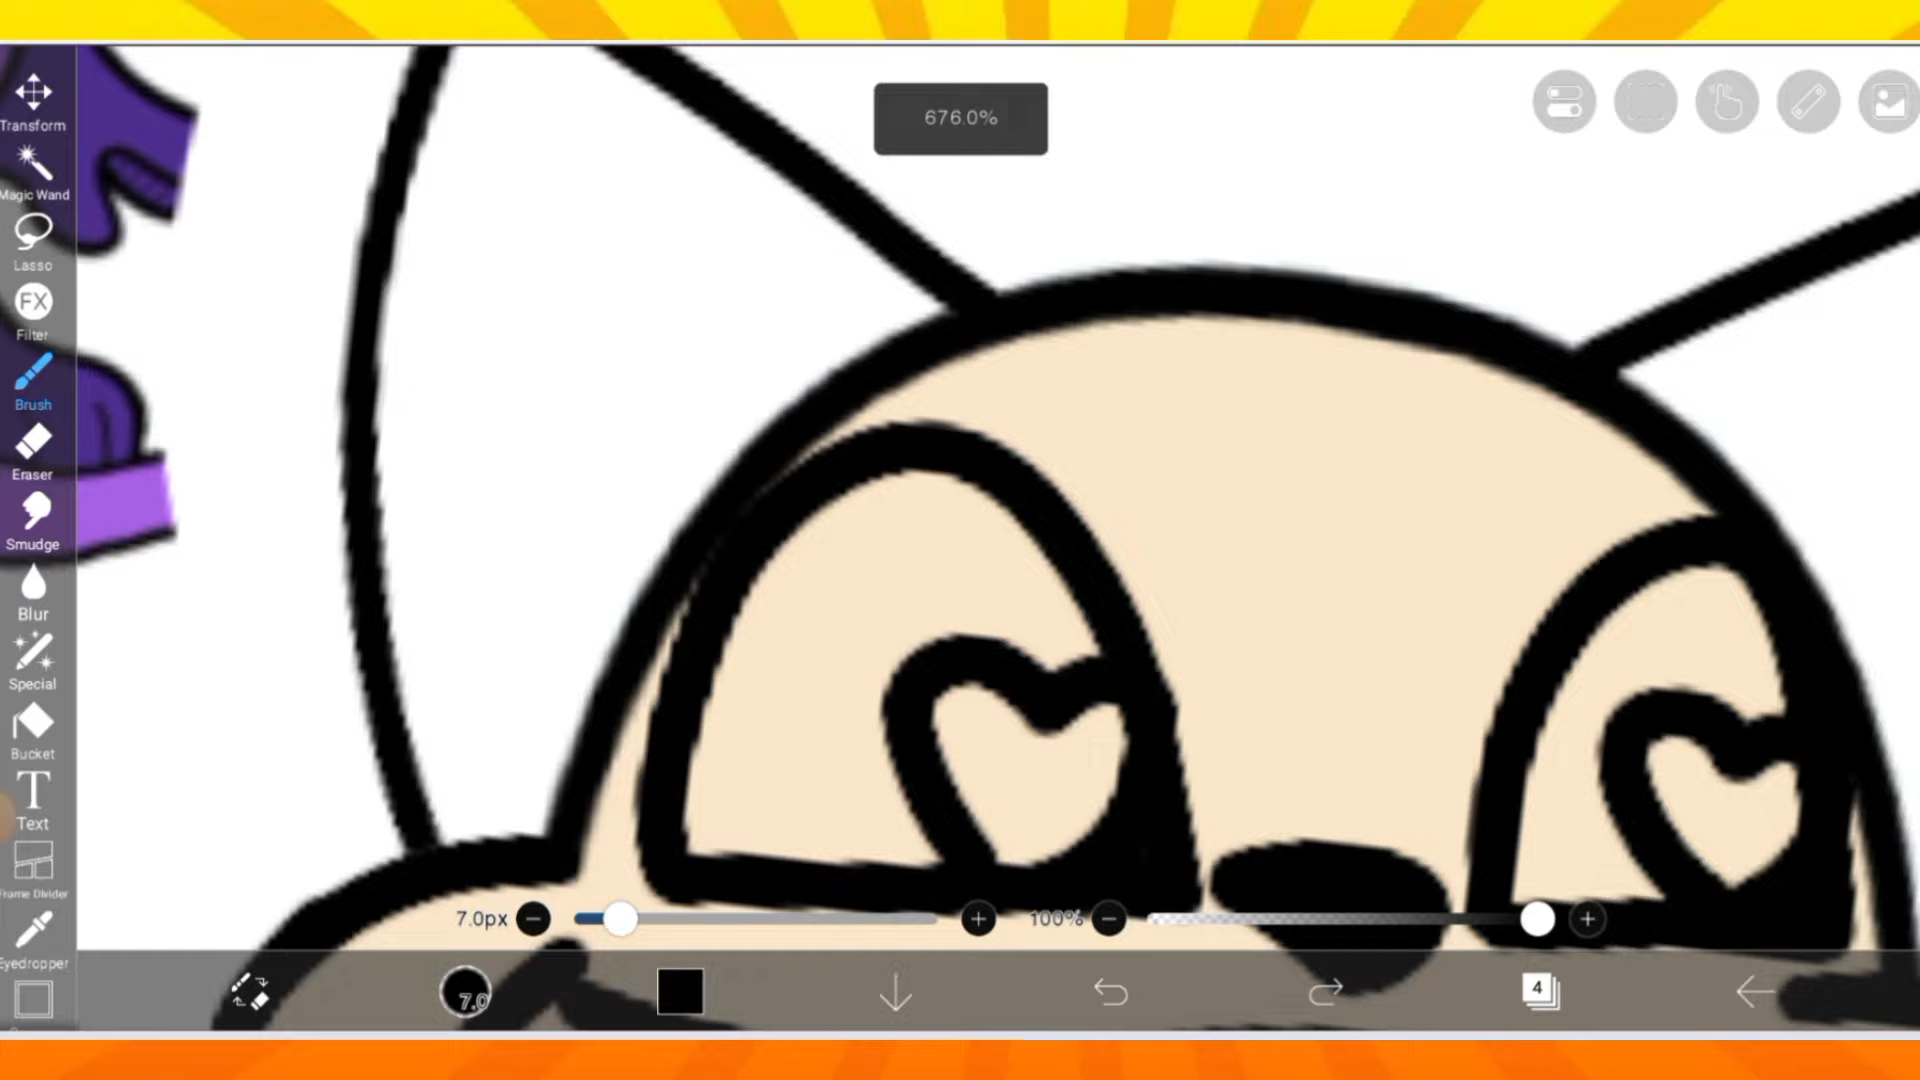 676.0%
Transform
Magic Wand
Lasso
FX
Filter
Brush
Eraser
Smudge
Blur
Special
Bucket
T
Text
Frame Divider
Eyedropper
7.0px
100%
7.0
4